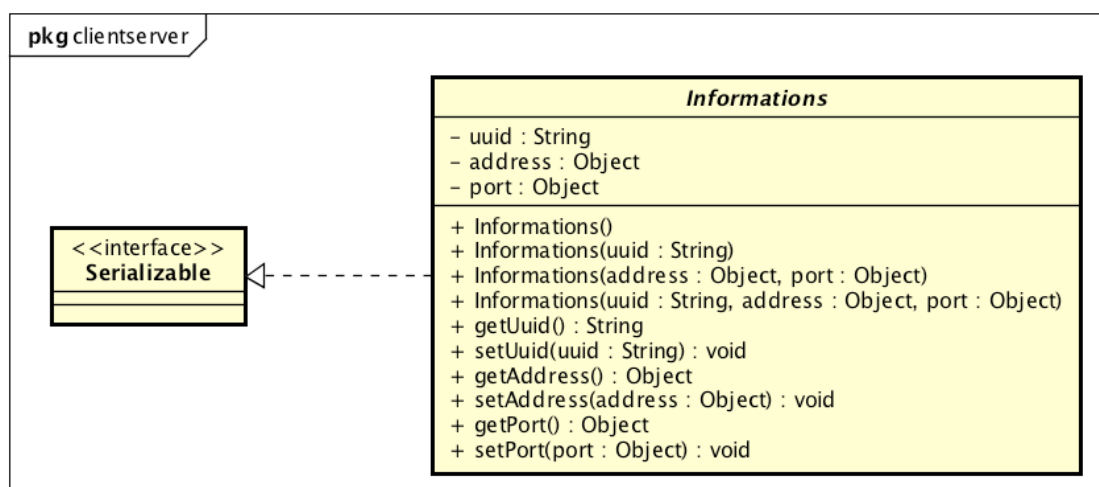 pkg clientserver
Informations
- uuid : String
- address : Object
- port : Object
+ Informations()
+ Informations(uuid : String)
+ Informations(address : Object, port : Object)
+ Informations(uuid : String, address : Object, port : Object)
+ getUuid() : String
+ setUuid(uuid : String) : void
+ getAddress() : Object
+ setAddress(address : Object) : void
+ getPort() : Object
+ setPort(port : Object) : void
<<interface>>
Serializable